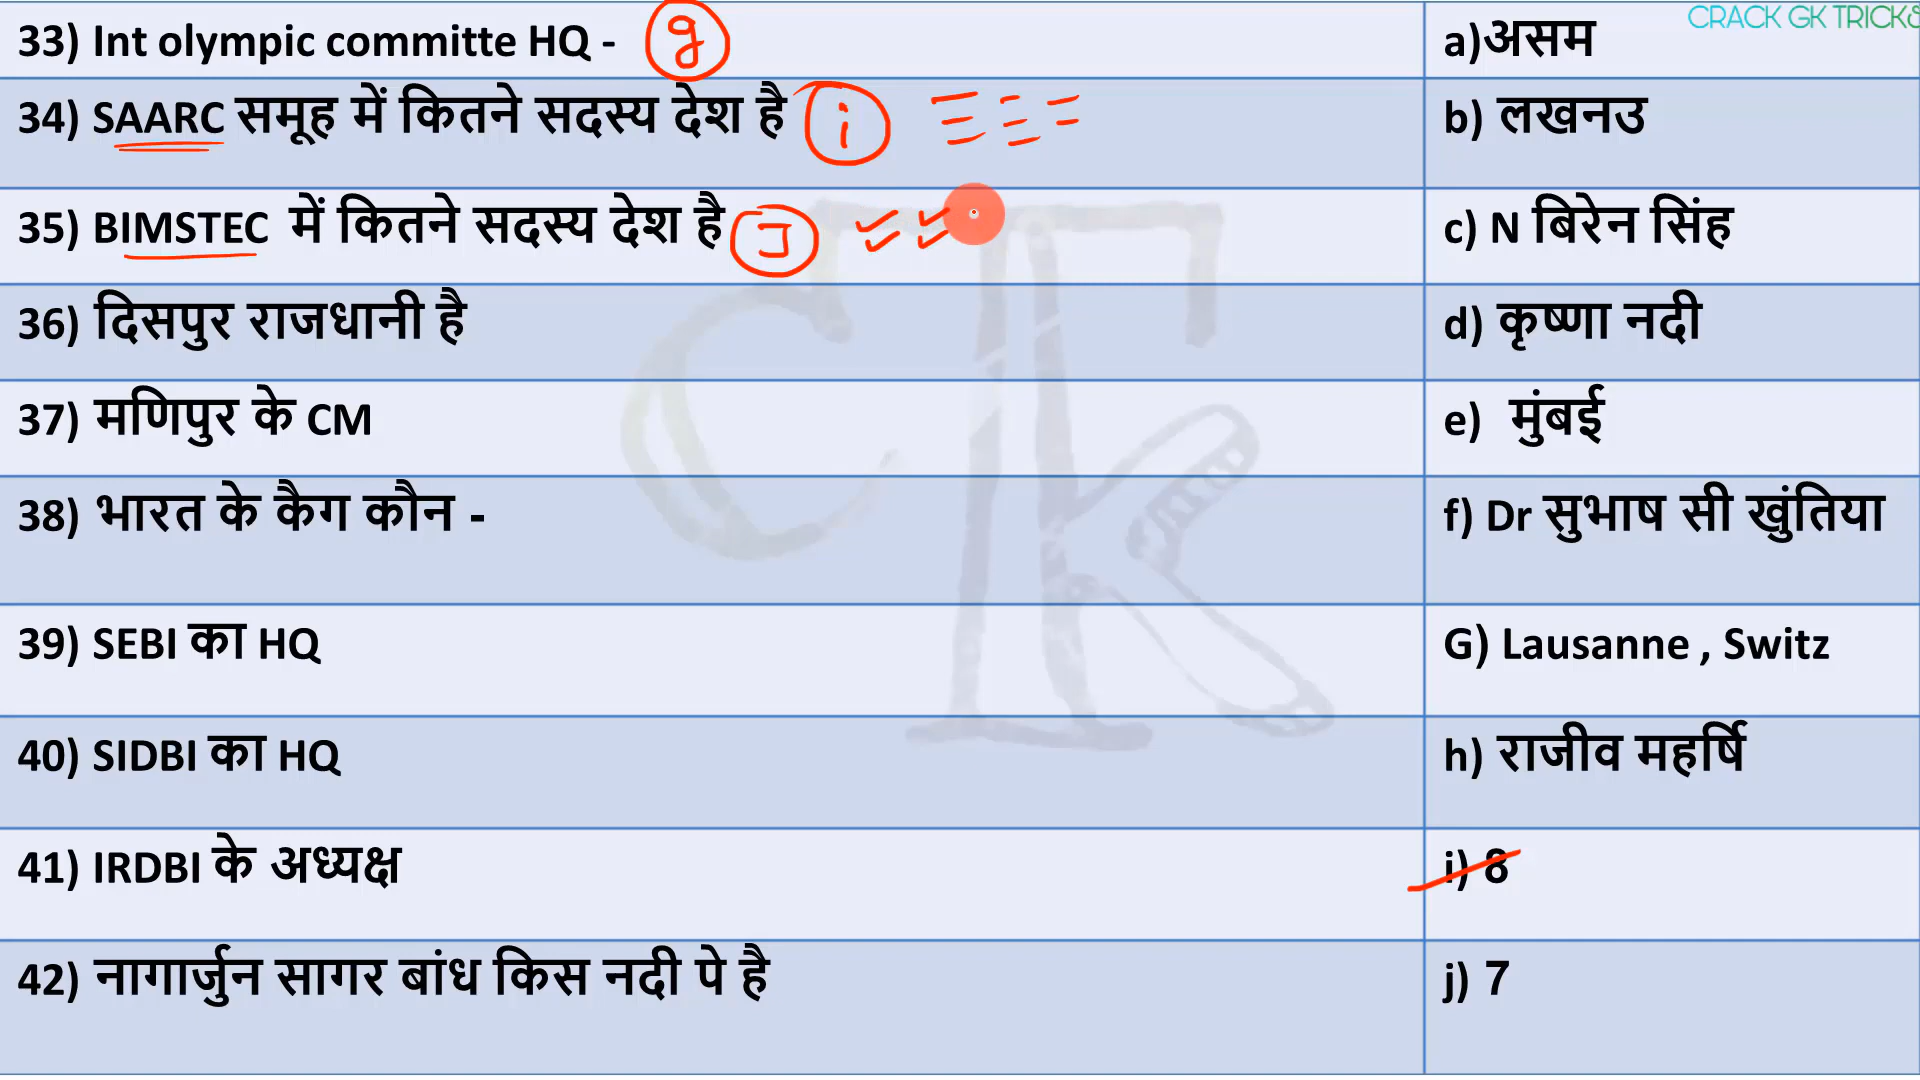 CRACK GK TRICKS
33) Int olympic committe HQ - g
a)असम
34) SAARC समूह में कितने सदस्य देश है i
b) लखनउ
35) BIMSTEC में कितने सदस्य देश है J
c) N बिरेन सिंह
36) दिसपुर राजधानी है
d) कृष्णा नदी
37) मणिपुर के CM
e) मुंबई
38) भारत के कैग कौन -
f) Dr सुभाष सी खुंतिया
39) SEBI का HQ
G) Lausanne , Switz
40) SIDBI का HQ
h) राजीव महर्षि
41) IRDBI के अध्यक्ष
i) 8
42) नागार्जुन सागर बांध किस नदी पे है
j) 7